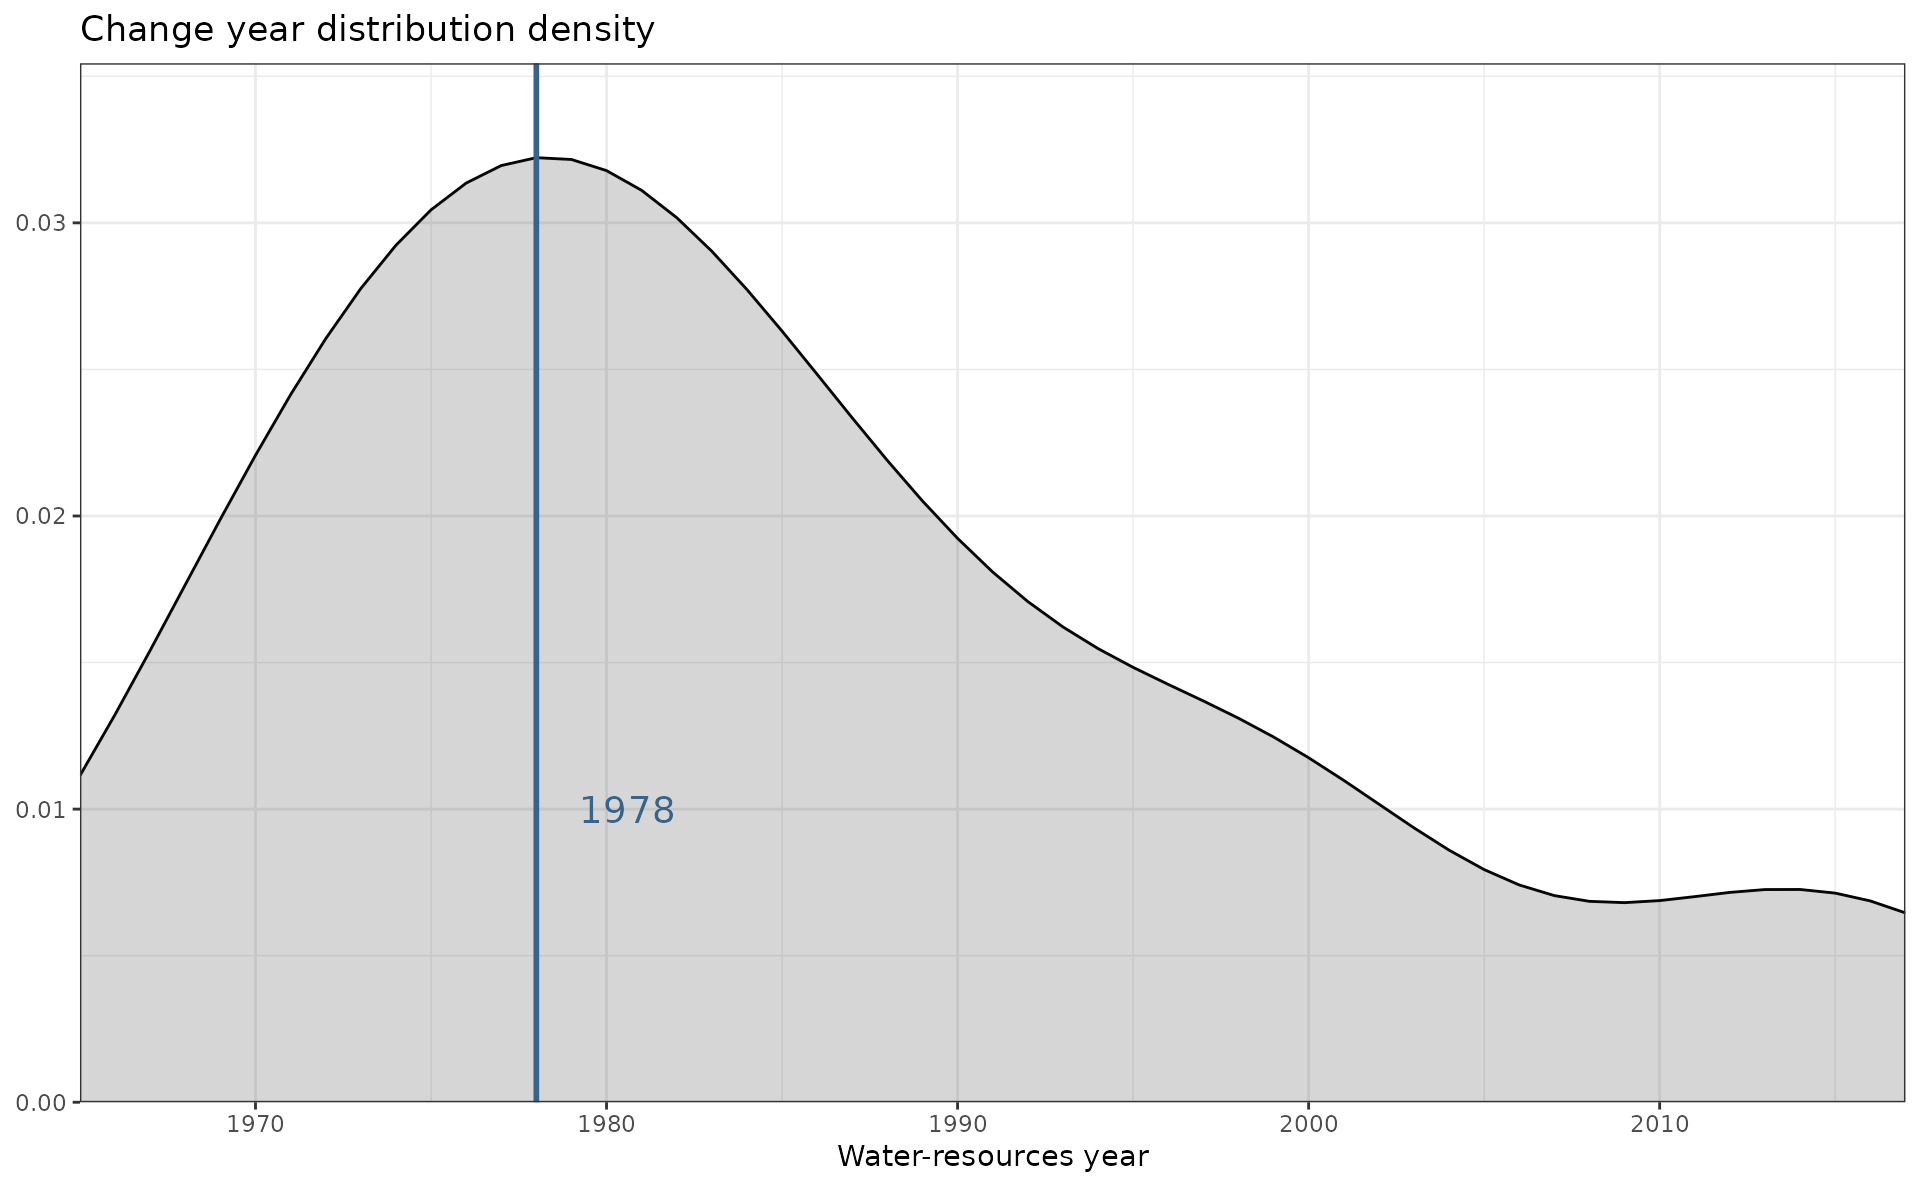 Change year distribution density
0.03
0.02
0.01
0.00
1978
1970 1980 1990 2000 2010
Water-resources year